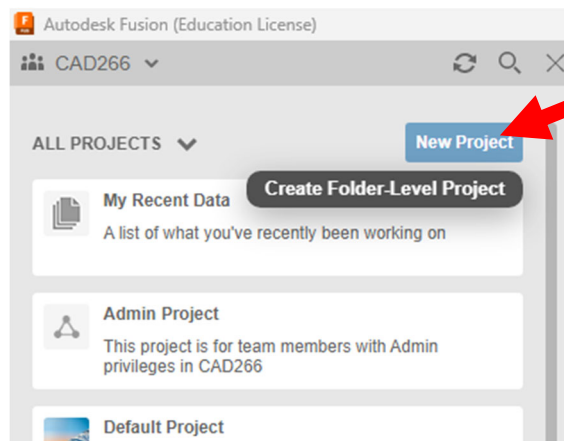 Autodesk Fusion (Education License)
CAD266
ALL PROJECTS
New Project
Create Folder-Level Project
My Recent Data
A list of what you've recently been working on
Admin Project
This project is for team members with Admin
privileges in CAD266
Default Project